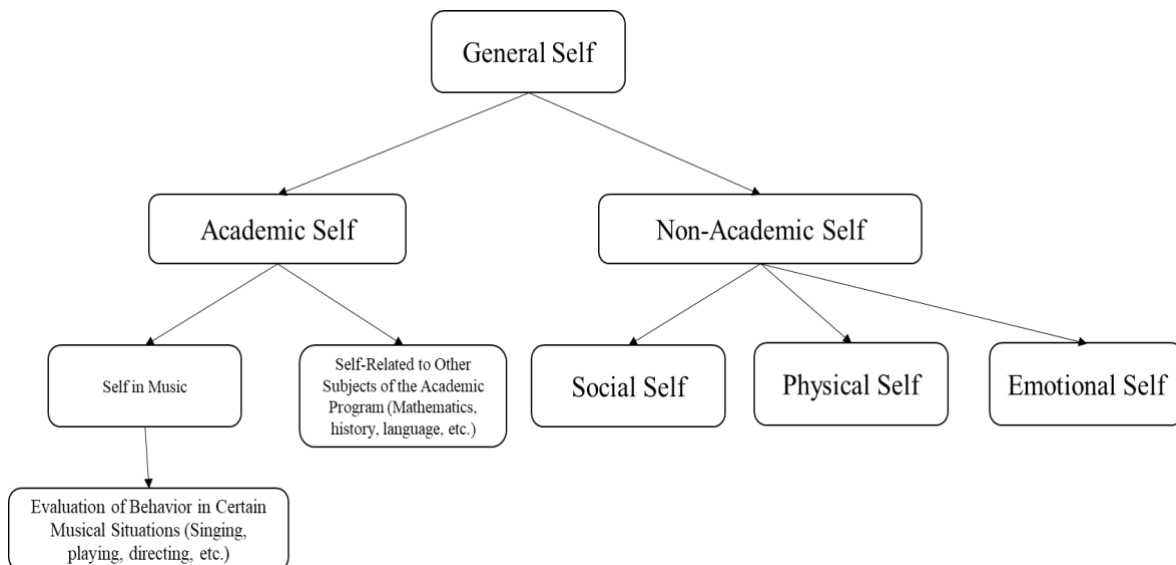 General Self
Academic Self
Non-Academic Self
Self in Music
Self-Related to Other
Subjects of the Academic
Program (Mathematics,
history, language, etc.)
Social Self
Physical Self
Emotional Self
Evaluation of Behavior in Certain
Musical Situations (Singing,
playing, directing, etc.)